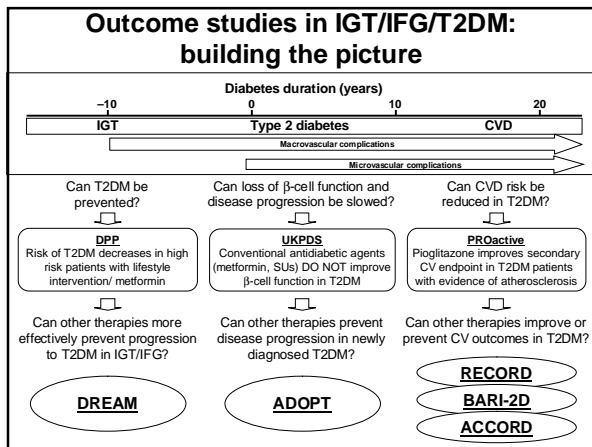 Outcome studies in IGT/IFG/T2DM:
building the picture
Diabetes duration (years)
–10 0 10 20
IGT Type 2 diabetes CVD
Macrovascular complications
Microvascular complications
Can T2DM be
prevented?
DPP
Risk of T2DM decreases in high
risk patients with lifestyle
intervention/ metformin
Can other therapies more
effectively prevent progression
to T2DM in IGT/IFG?
DREAM
Can loss of β-cell function and
disease progression be slowed?
UKPDS
Conventional antidiabetic agents
(metformin, SUs) DO NOT improve
β-cell function in T2DM
Can other therapies prevent
disease progression in newly
diagnosed T2DM?
ADOPT
Can CVD risk be
reduced in T2DM?
PROactive
Pioglitazone improves secondary
CV endpoint in T2DM patients
with evidence of atherosclerosis
Can other therapies improve or
prevent CV outcomes in T2DM?
RECORD
BARI-2D
ACCORD